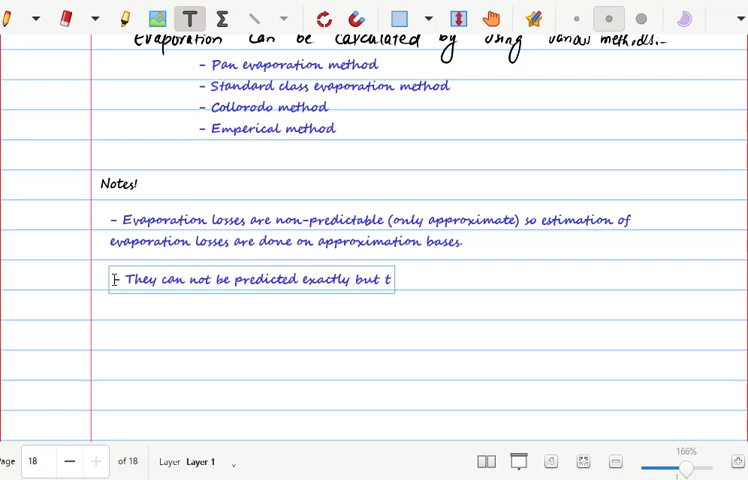 Evaporation can be calculated by using various methods:-
- Pan evaporation method
- Standard class evaporation method
- Collorodo method
- Emperical method
Notes!
- Evaporation losses are non-predictable (only approximate) so estimation of
evaporation losses are done on approximation bases.
- They can not be predicted exactly but t
Page 18 of 18 Layer Layer 1
166%